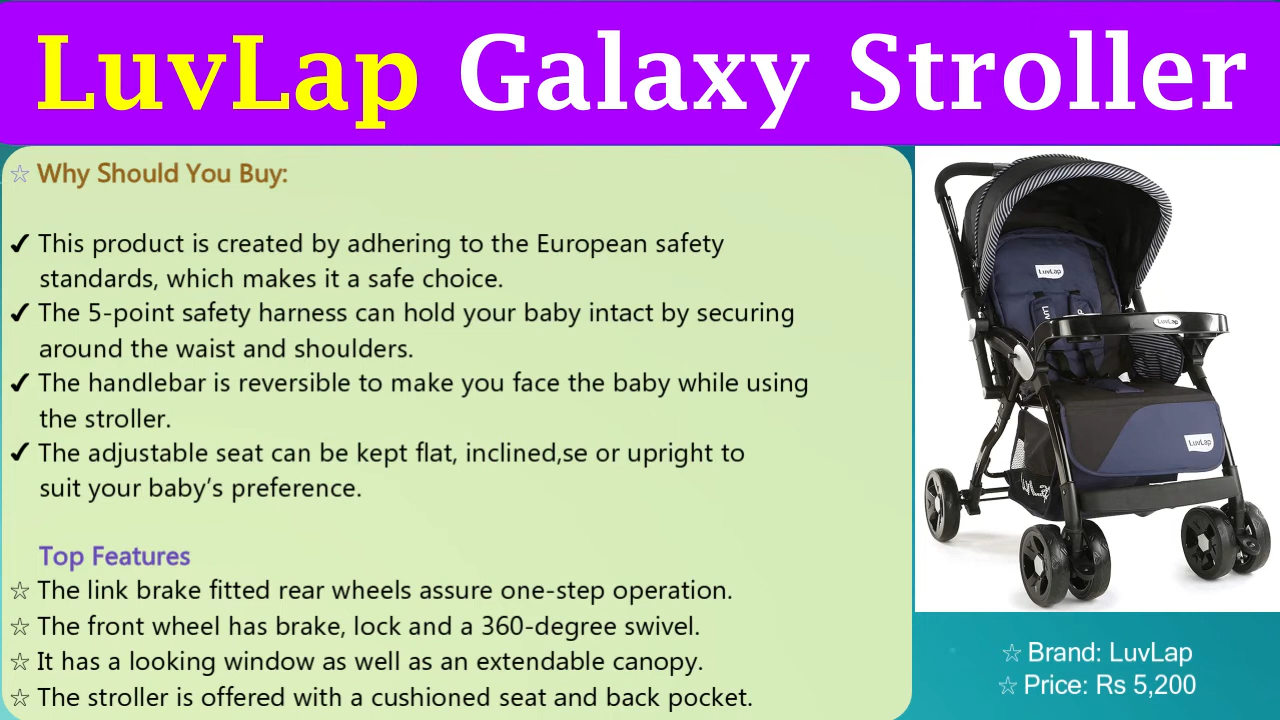 LuvLap Galaxy Stroller
☆ Why Should You Buy:
✓ This product is created by adhering to the European safety
standards, which makes it a safe choice.
✓ The 5-point safety harness can hold your baby intact by securing
around the waist and shoulders.
✓ The handlebar is reversible to make you face the baby while using
the stroller.
✓ The adjustable seat can be kept flat, inclined,se or upright to
suit your baby’s preference.
Top Features
☆ The link brake fitted rear wheels assure one-step operation.
☆ The front wheel has brake, lock and a 360-degree swivel.
☆ It has a looking window as well as an extendable canopy.
☆ The stroller is offered with a cushioned seat and back pocket.
LuvLap
LuvLap
LuvLap
☆ Brand: LuvLap
☆ Price: Rs 5,200